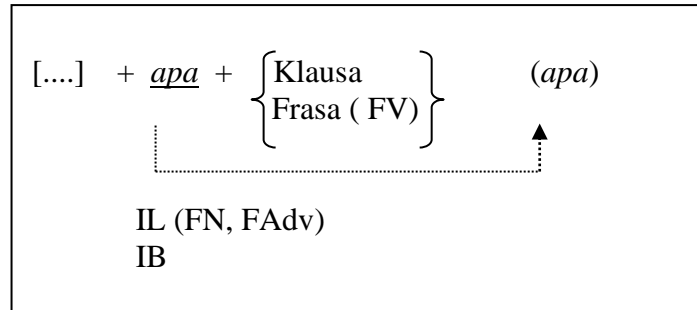 [....] + apa + Klausa (apa)
Frasa ( FV)
IL (FN, FAdv)
IB